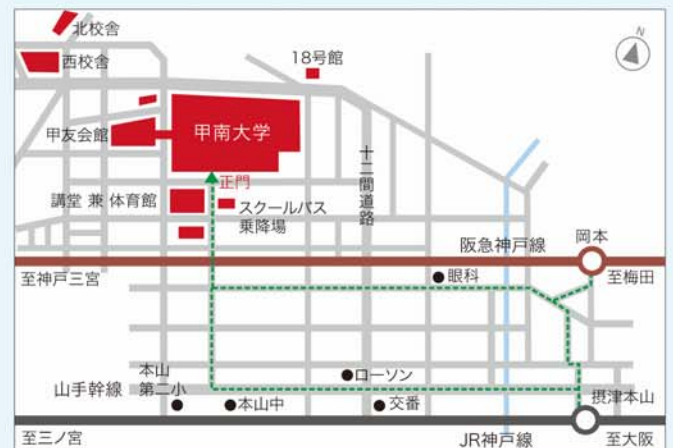 北校舎
N
18号館
西校舎
甲南大学
甲友会館
十二間道路
正門
講堂 兼 体育館
スクールバス
乗降場
岡本
阪急神戸線
至神戸三宮
眼科
至梅田
本山
第二小
ローソン
山手幹線
摂津本山
本山中
交番
至三ノ宮
JR神戸線
至大阪